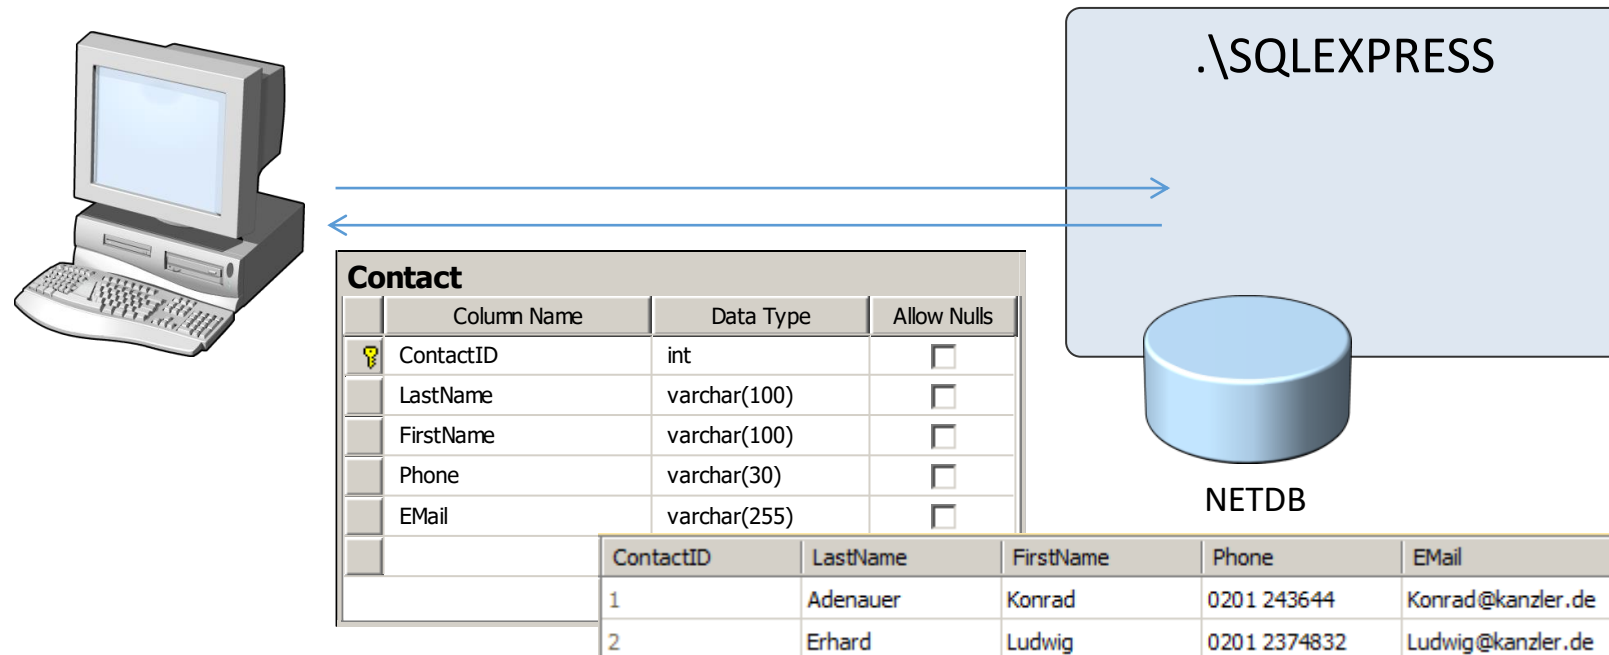 .\SQLEXPRESS
Contact
Column Name Data Type Allow Nulls
ContactID int
LastName varchar(100)
FirstName varchar(100)
Phone varchar(30)
EMail varchar(255)
NETDB
ContactID LastName FirstName Phone EMail
1 Adenauer Konrad 0201 243644 Konrad@kanzler.de
2 Erhard Ludwig 0201 2374832 Ludwig@kanzler.de